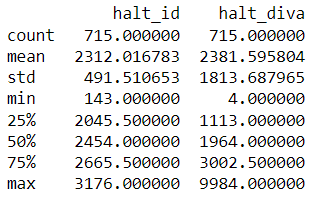 halt_id halt_diva
count 715.000000 715.000000
mean 2312.016783 2381.595804
std 491.510653 1813.687965
min 143.000000 4.000000
25% 2045.500000 1113.000000
50% 2454.000000 1964.000000
75% 2665.500000 3002.500000
max 3176.000000 9984.000000